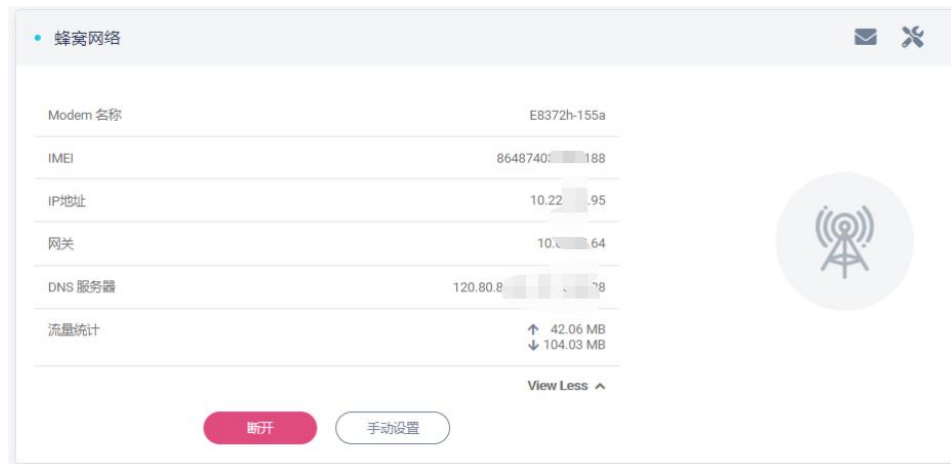 蜂窝网络
Modem 名称 E8372h-155a
IMEI 8648740 188
IP地址 10.22 .95
网关 10. .64
DNS 服务器 120.80.8
流量统计 ↑ 42.06 MB
↓ 104.03 MB
View Less
断开 手动设置